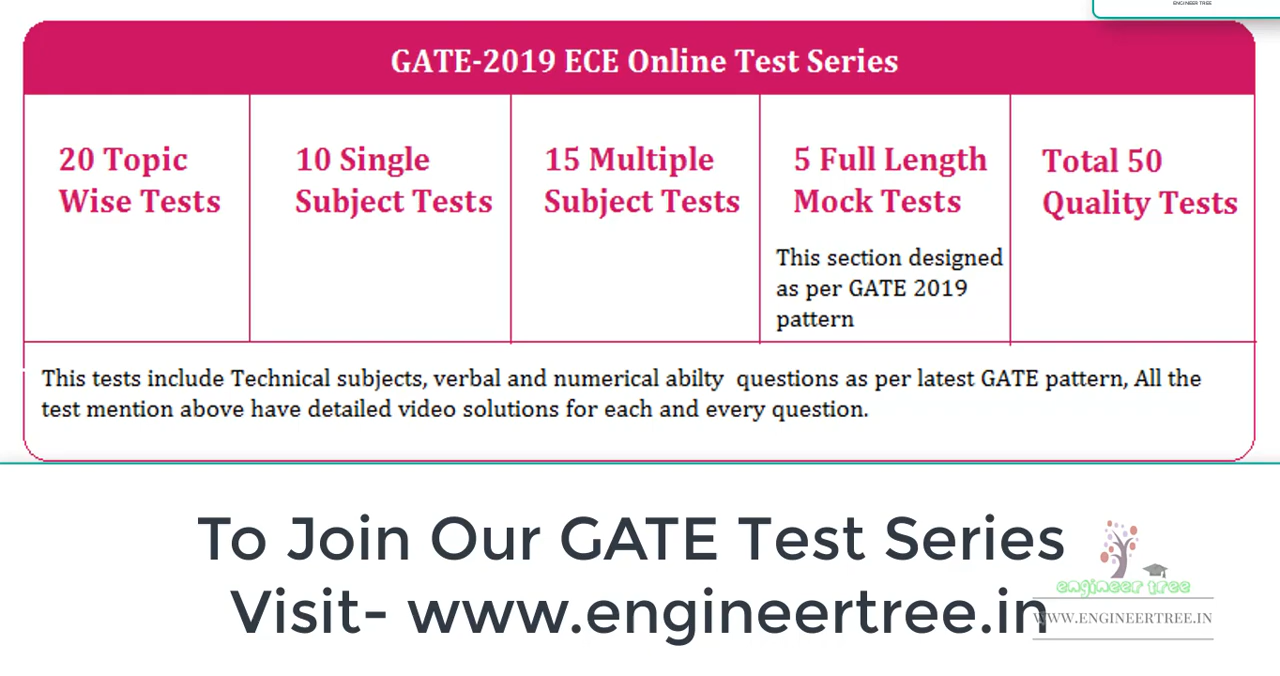 ENGINEER TREE
GATE-2019 ECE Online Test Series
20 Topic
Wise Tests
10 Single
Subject Tests
15 Multiple
Subject Tests
5 Full Length
Mock Tests
This section designed
as per GATE 2019
pattern
Total 50
Quality Tests
This tests include Technical subjects, verbal and numerical abilty questions as per latest GATE pattern, All the
test mention above have detailed video solutions for each and every question.
To Join Our GATE Test Series
Visit- www.engineertree.in
engineer tree
WWW.ENGINEERTREE.IN